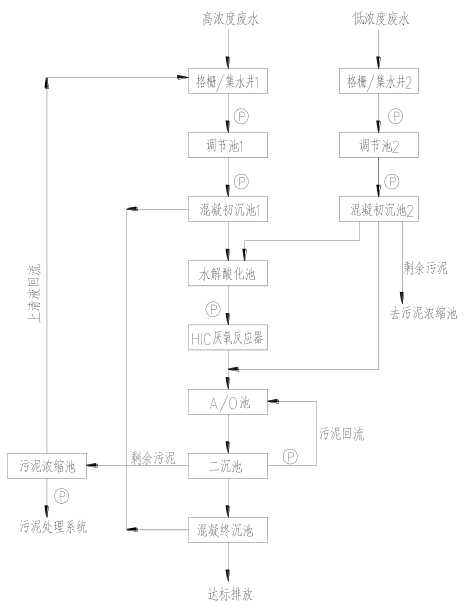 高浓度废水
低浓度废水
格栅/集水井1
格栅/集水井2
P
P
调节池1
调节池2
P
P
混凝初沉池1
混凝初沉池2
上清液回流
剩余污泥
水解酸化池
去污泥浓缩池
P
HIC厌氧反应器
A/O池
污泥回流
剩余污泥
P
污泥浓缩池
二沉池
P
污泥处理系统
混凝终沉池
达标排放